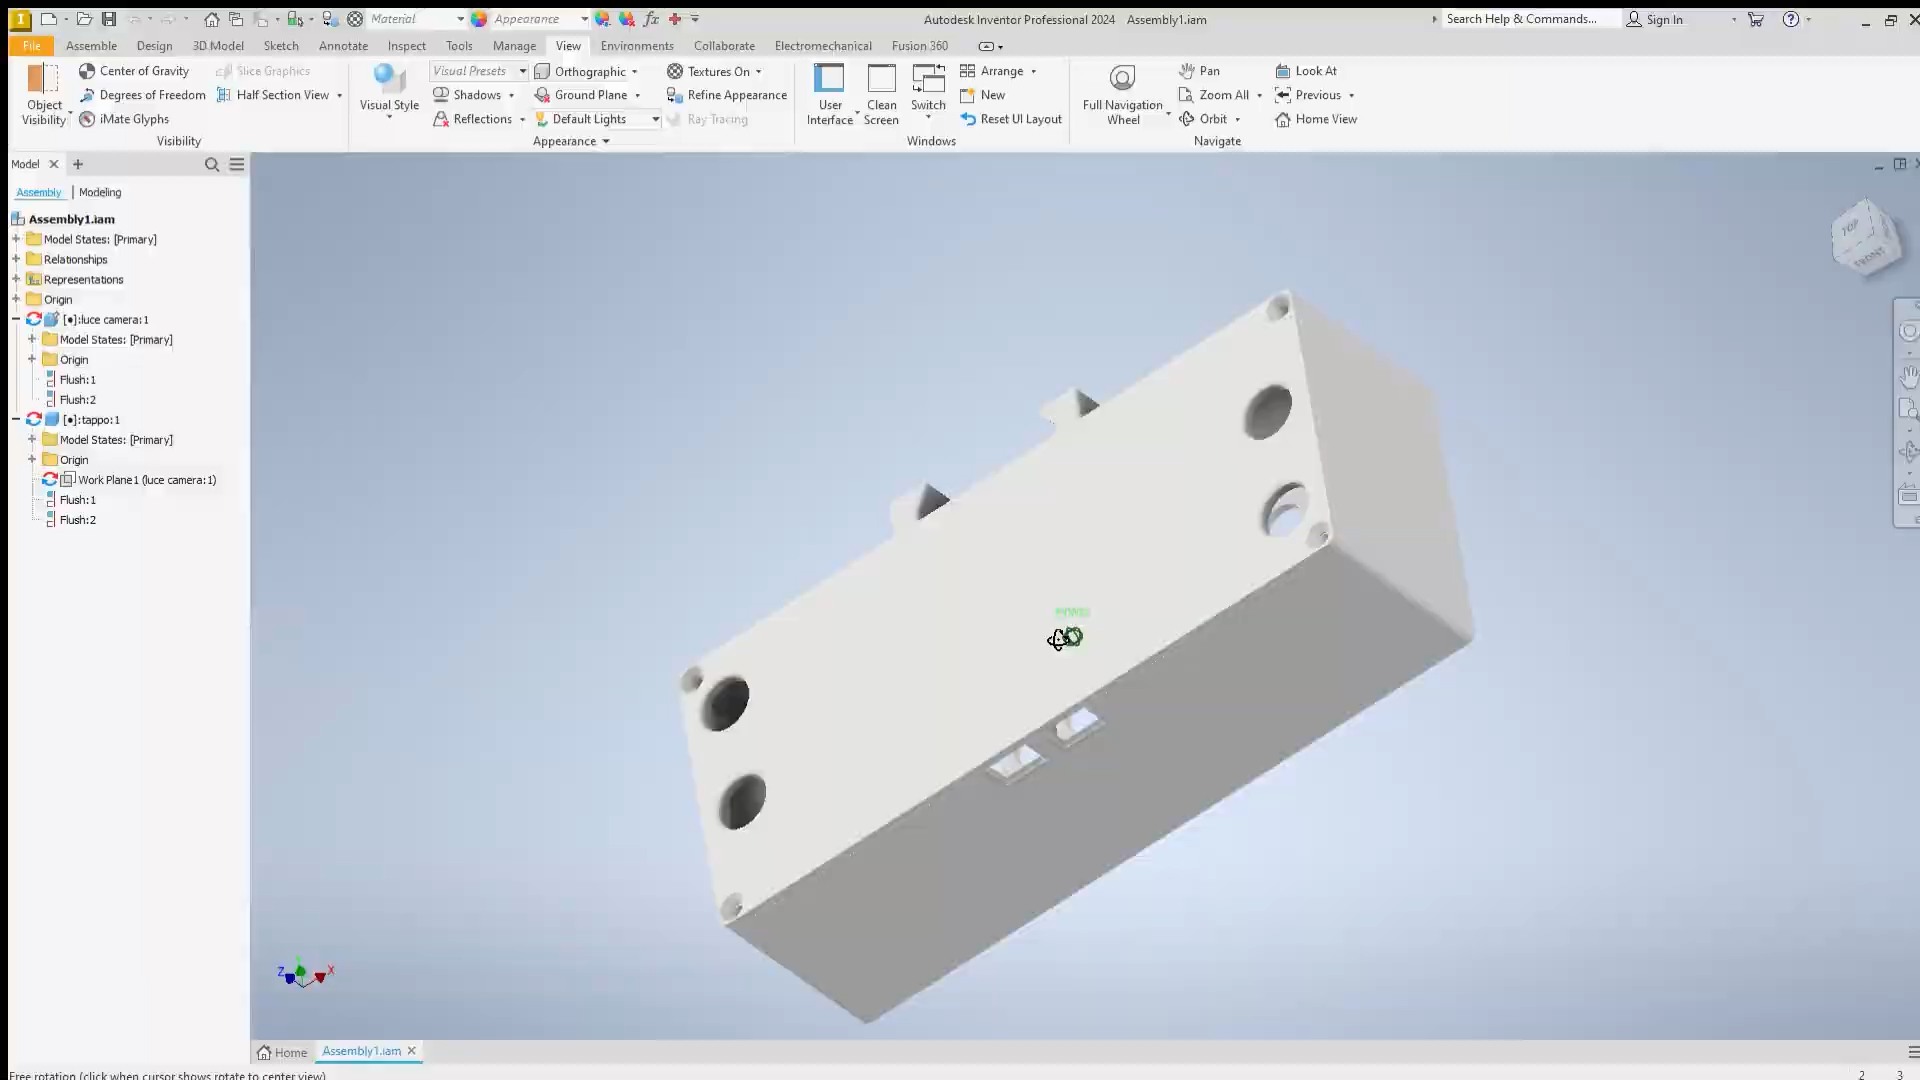 Material
Appearance
fx
Autodesk Inventor Professional 2024 Assembly1.iam
Search Help & Commands...
Sign In
File
Assemble
Design
3D Model
Sketch
Annotate
Inspect
Tools
Manage
View
Environments
Collaborate
Electromechanical
Fusion 360
Object Visibility
Center of Gravity
Degrees of Freedom
iMate Glyphs
Slice Graphics
Half Section View
Visibility
Visual Style
Visual Presets
Shadows
Reflections
Orthographic
Ground Plane
Default Lights
Textures On
Refine Appearance
Ray Tracing
Appearance
User Interface
Clean Screen
Switch
Arrange
New
Reset UI Layout
Windows
Full Navigation Wheel
Pan
Zoom All
Orbit
Look At
Previous
Home View
Navigate
Model
Assembly
Modeling
Assembly1.iam
Model States: [Primary]
Relationships
Representations
Origin
[●]:luce camera:1
Model States: [Primary]
Origin
Flush:1
Flush:2
[●]:tappo:1
Model States: [Primary]
Origin
Work Plane1 (luce camera:1)
Flush:1
Flush:2
TOP
FRONT
Z
X
Home
Assembly1.iam
Free rotation (click when cursor shows rotate to center view)
2
3